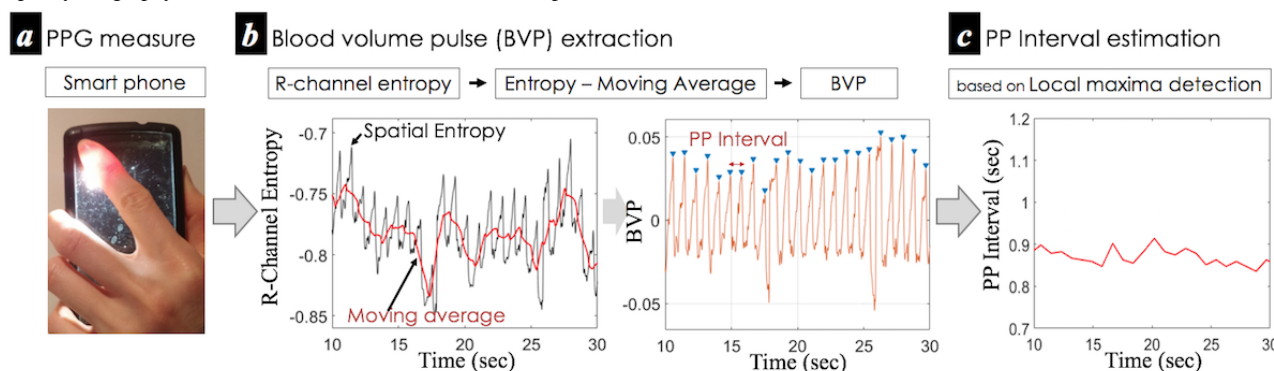 a PPG measure
Smart phone
b Blood volume pulse (BVP) extraction
R-channel entropy
Entropy – Moving Average
BVP
R-Channel Entropy
-0.7
-0.75
-0.8
-0.85
Spatial Entropy
Moving average
10 15 20 25 30
Time (sec)
BVP
0.05
0
-0.05
PP Interval
10 15 20 25 30
Time (sec)
c PP Interval estimation
based on Local maxima detection
PP Interval (sec)
1.2
1.1
1
0.9
0.8
0.7
10 15 20 25 30
Time (sec)